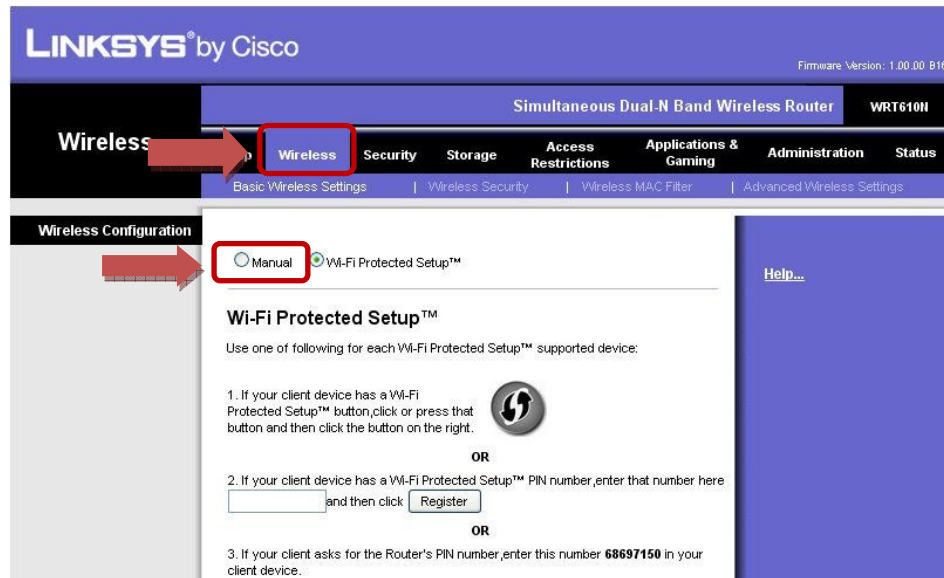 LINKSYS® by Cisco
Firmware Version: 1.00.00 B16
Simultaneous Dual-N Band Wireless Router WRT610N
Wireless
Wireless Security Storage Access Restrictions Applications & Gaming Administration Status
Basic Wireless Settings | Wireless Security | Wireless MAC Filter | Advanced Wireless Settings
Wireless Configuration
Manual Wi-Fi Protected Setup™
Help...
Wi-Fi Protected Setup™
Use one of following for each Wi-Fi Protected Setup™ supported device:
1. If your client device has a Wi-Fi
Protected Setup™ button,click or press that
button and then click the button on the right.
OR
2. If your client device has a Wi-Fi Protected Setup™ PIN number,enter that number here
and then click Register
OR
3. If your client asks for the Router's PIN number,enter this number 68697150 in your
client device.